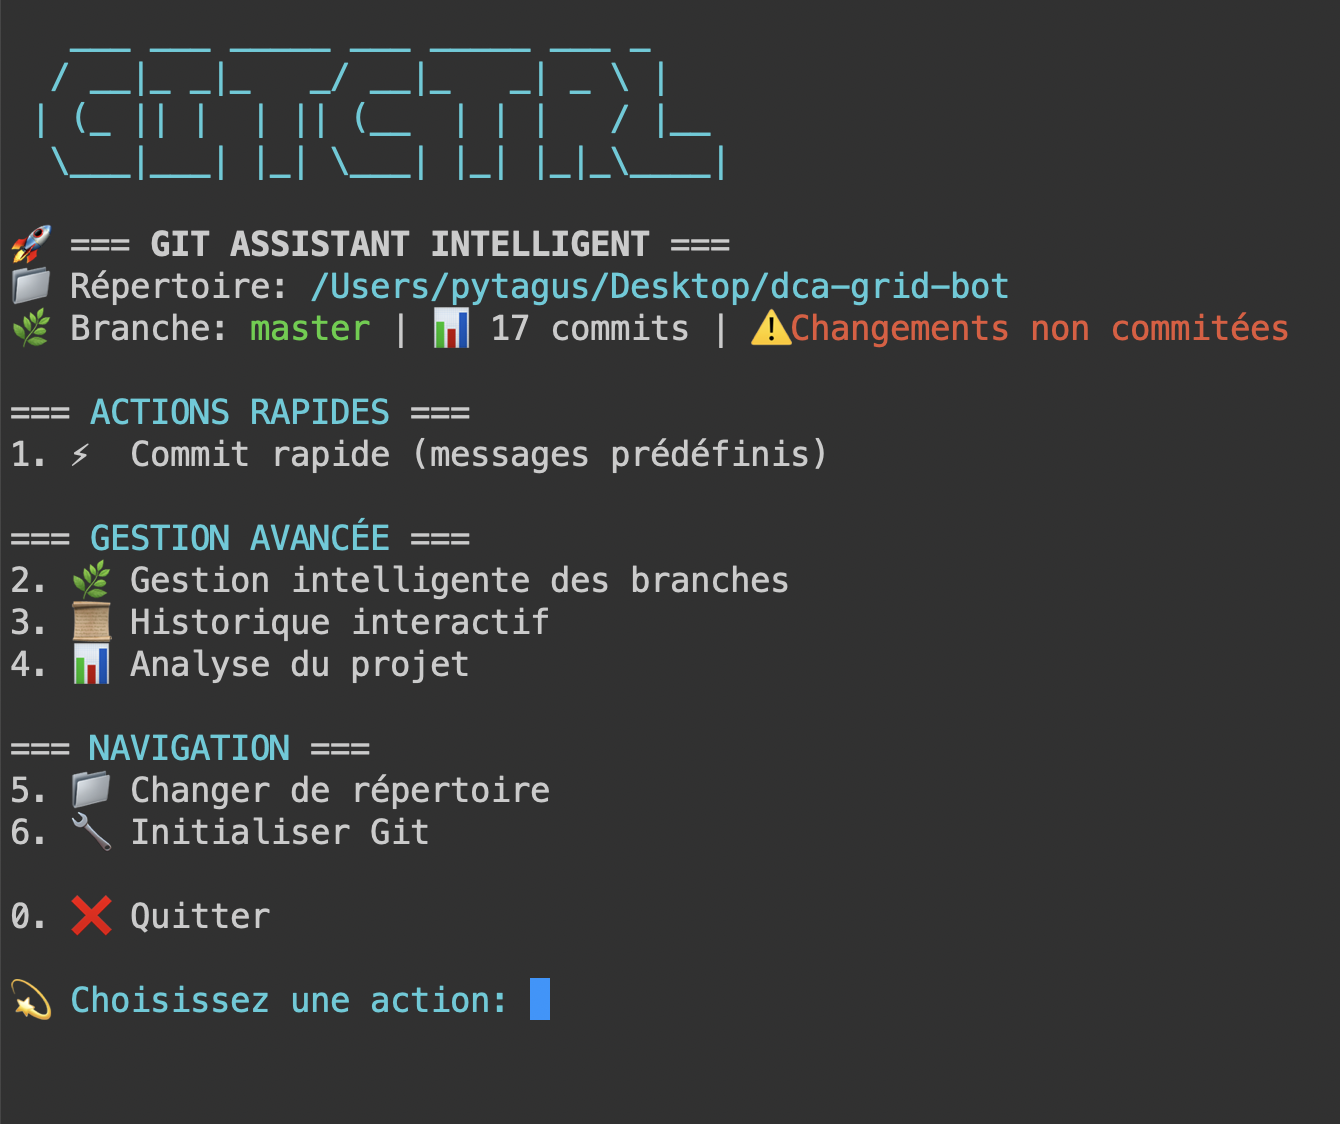 GITCTRL
🚀 === GIT ASSISTANT INTELLIGENT ===
📁 Répertoire: /Users/pytagus/Desktop/dca-grid-bot
🌿 Branche: master | 📊 17 commits | ⚠️Changements non commitées
=== ACTIONS RAPIDES ===
1. ⚡ Commit rapide (messages prédéfinis)
=== GESTION AVANCÉE ===
2. 🌿 Gestion intelligente des branches
3. 📜 Historique interactif
4. 📊 Analyse du projet
=== NAVIGATION ===
5. 📁 Changer de répertoire
6. 🔧 Initialiser Git
0. ❌ Quitter
💫 Choisissez une action: